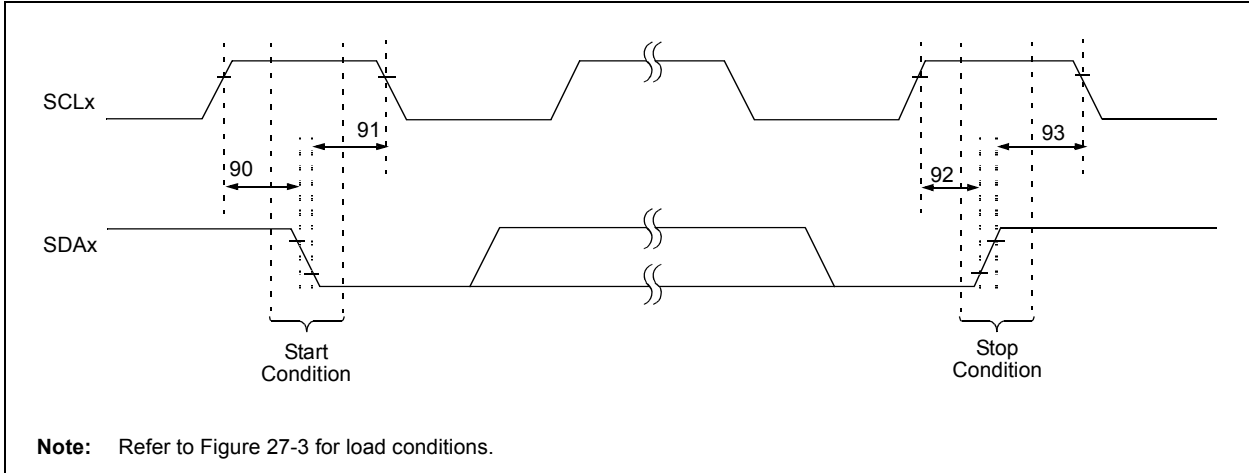 SCLx
91
93
90
92
SDAx
Start
Condition
Stop
Condition
Note: Refer to Figure 27-3 for load conditions.